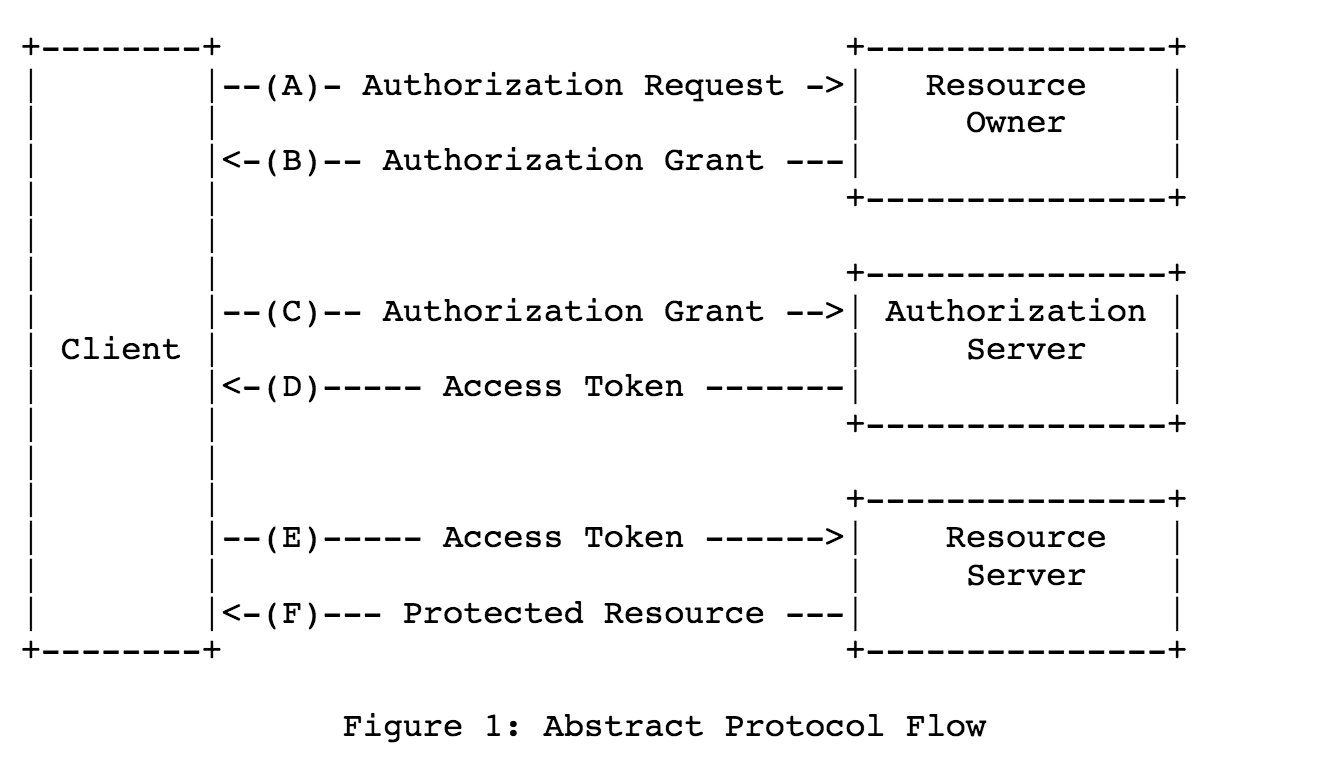 +--------+                               +---------------+
|        |--(A)- Authorization Request ->|   Resource    |
|        |                               |     Owner     |
|        |<-(B)-- Authorization Grant ---|               |
|        |                               +---------------+
|        |
|        |                               +---------------+
|        |--(C)-- Authorization Grant -->| Authorization |
| Client |                               |     Server    |
|        |<-(D)----- Access Token -------|               |
|        |                               +---------------+
|        |
|        |                               +---------------+
|        |--(E)----- Access Token ------>|    Resource   |
|        |                               |     Server    |
|        |<-(F)--- Protected Resource ---|               |
+--------+                               +---------------+
Figure 1: Abstract Protocol Flow